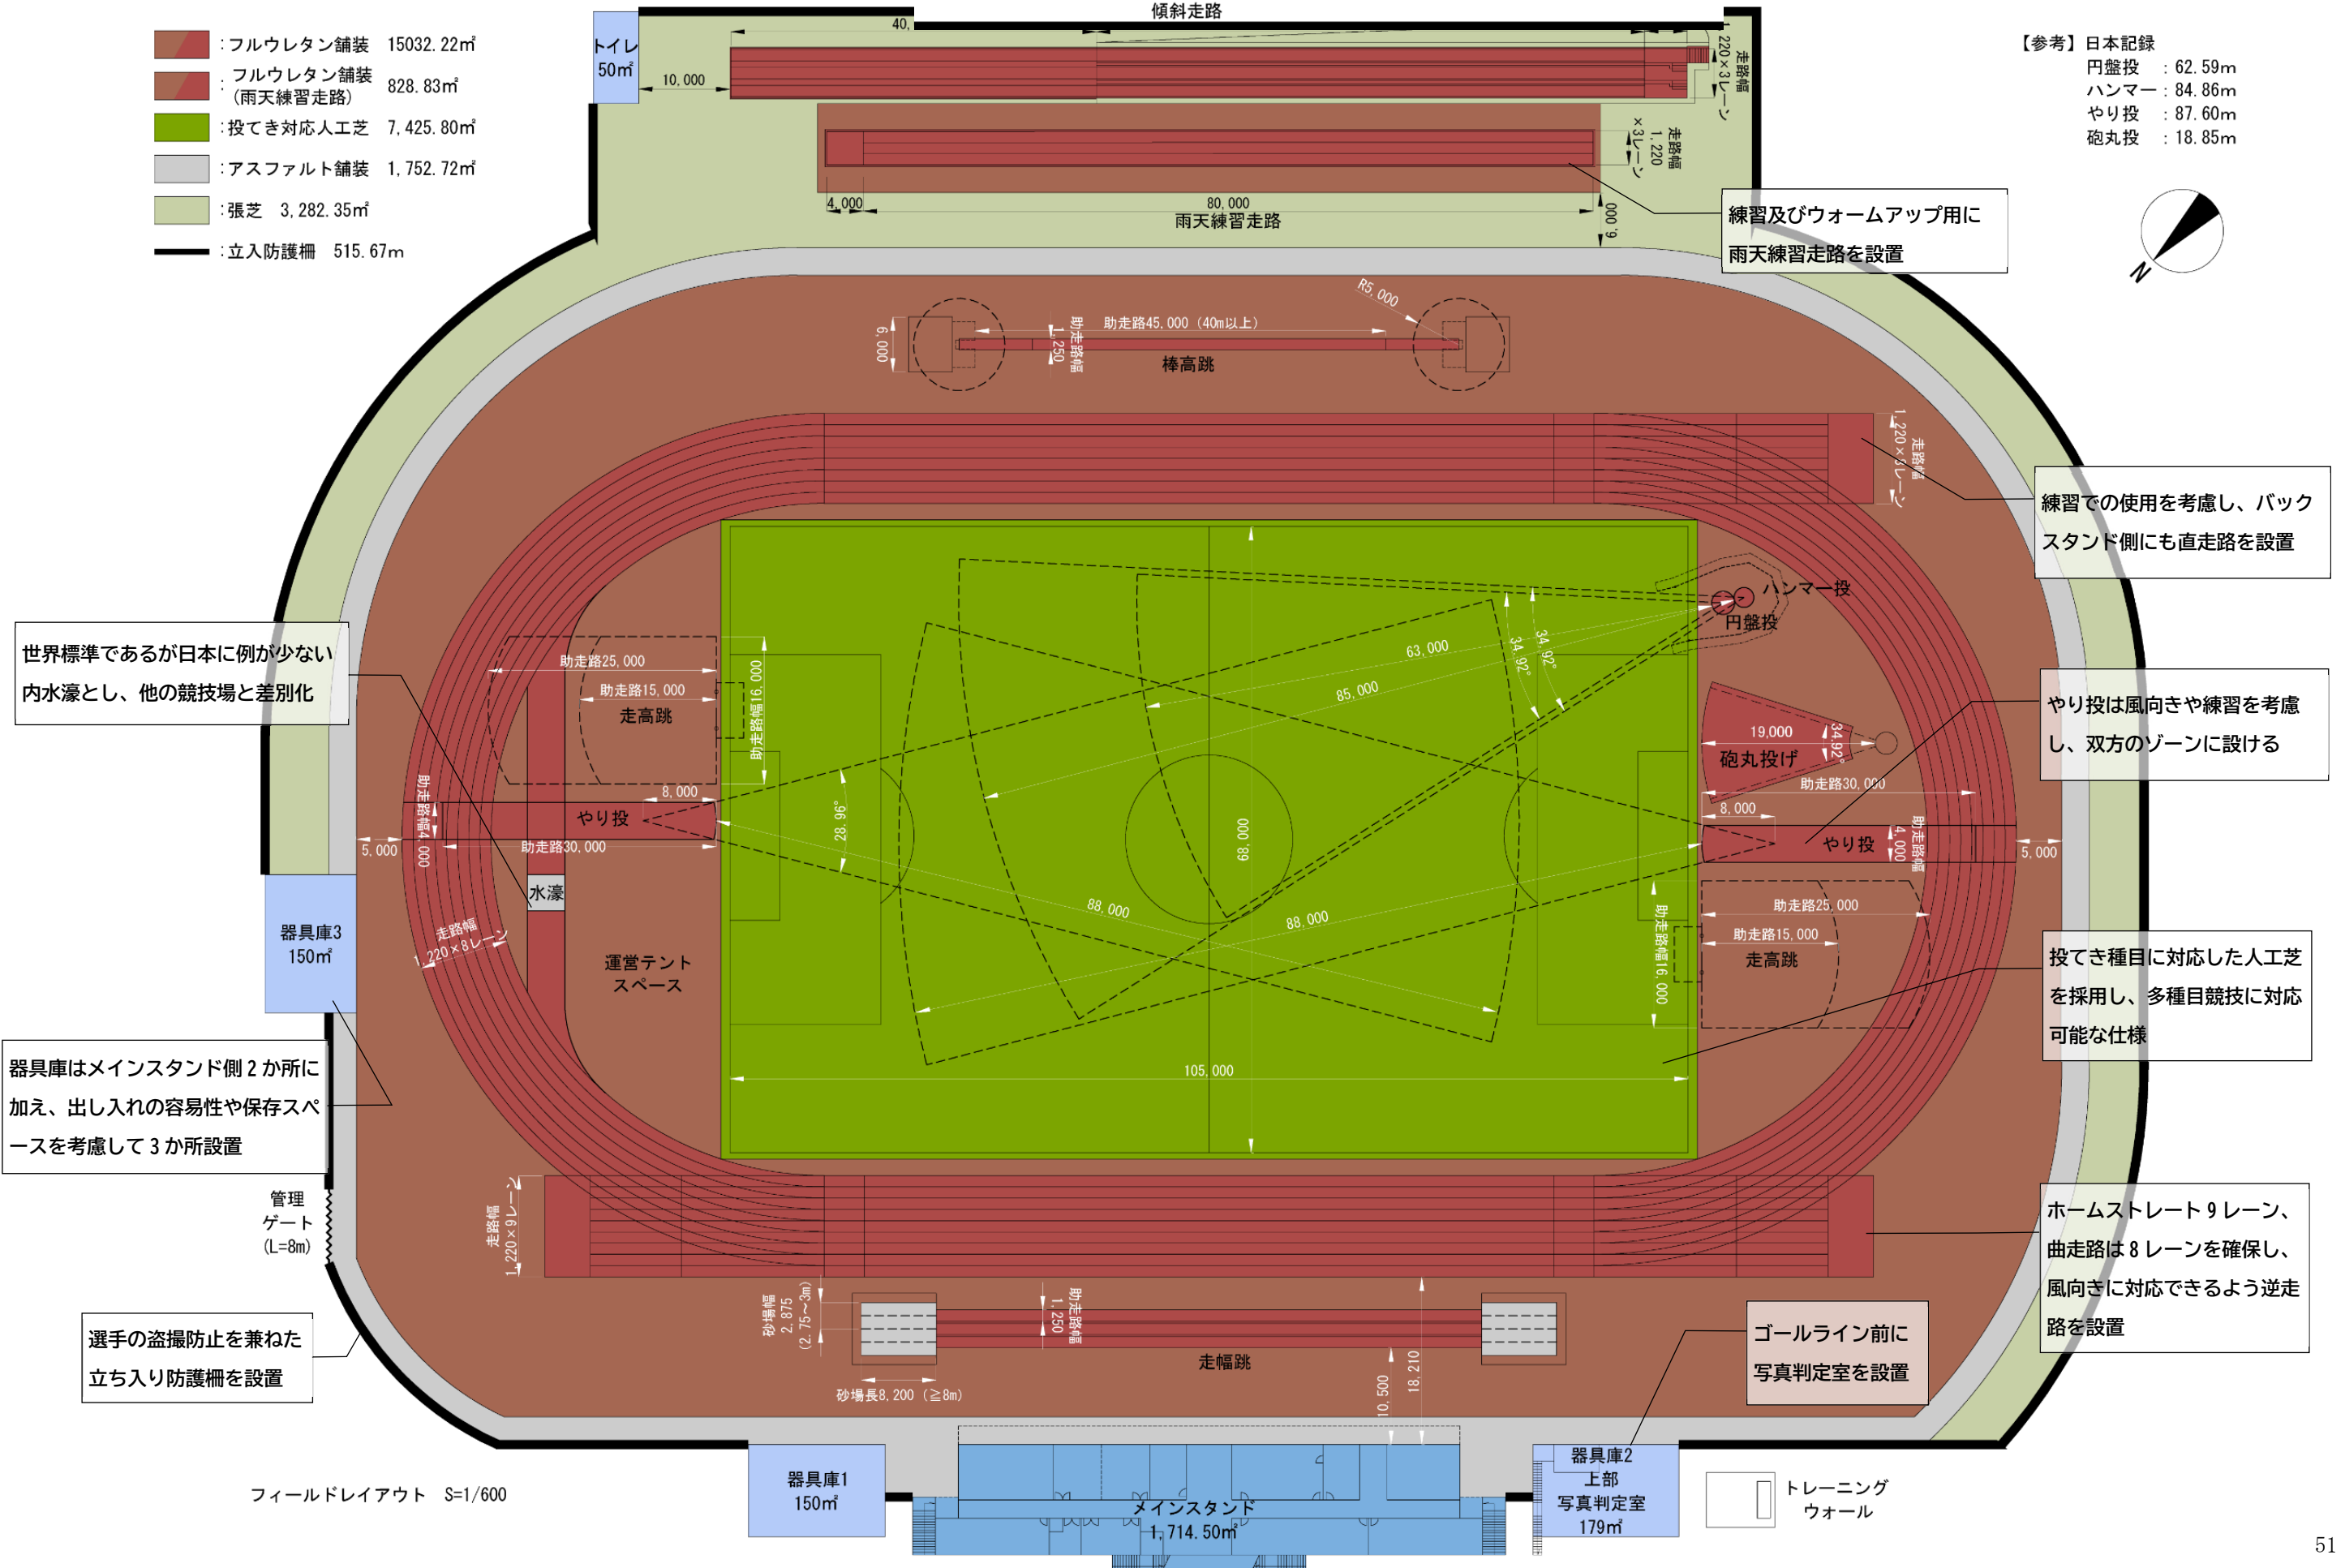 :フルウレタン舗装 15032.22㎡
:フルウレタン舗装
(雨天練習走路) 828.83㎡
:投てき対応人工芝 7,425.80㎡
:アスファルト舗装 1,752.72㎡
:張芝 3,282.35㎡
:立入防護柵 515.67m
トイレ
50㎡
傾斜走路
40,
10,000
走路幅
220×3レーン
【参考】日本記録
円盤投 : 62.59m
ハンマー : 84.86m
やり投 : 87.60m
砲丸投 : 18.85m
N
走路幅
1,220
×3レーン
4,000
80,000
雨天練習走路
6,000
練習及びウォームアップ用に
雨天練習走路を設置
R5,000
6,000
助走路幅
1,250
助走路45,000 (40m以上)
棒高跳
走路幅
1,220×8レーン
練習での使用を考慮し、バック
スタンド側にも直走路を設置
ハンマー投
円盤投
34.92°
34.92°
63,000
85,000
世界標準であるが日本に例が少ない
内水濠とし、他の競技場と差別化
助走路25,000
助走路15,000
走高跳
助走路幅16,000
やり投は風向きや練習を考慮
し、双方のゾーンに設ける
19,000
34.92°
砲丸投げ
助走路30,000
8,000
やり投
助走路幅
4,000
5,000
8,000
やり投
助走路30,000
助走路幅4,000
5,000
28.96°
68,000
水濠
88,000
88,000
助走路25,000
助走路15,000
走高跳
助走路幅16,000
器具庫3
150㎡
走路幅
1,220×8レーン
運営テント
スペース
投てき種目に対応した人工芝
を採用し、多種目競技に対応
可能な仕様
器具庫はメインスタンド側2か所に
加え、出し入れの容易性や保存スペ
ースを考慮して3か所設置
105,000
管理
ゲート
(L=8m)
走路幅
1,220×9レーン
ホームストレート9レーン、
曲走路は8レーンを確保し、
風向きに対応できるよう逆走
路を設置
砂場幅
2,875
(2.75~3m)
助走路幅
1,250
走幅跳
砂場長8,200 (≧8m)
10,500
18,210
選手の盗撮防止を兼ねた
立ち入り防護柵を設置
ゴールライン前に
写真判定室を設置
フィールドレイアウト S=1/600
器具庫1
150㎡
メインスタンド
1,714.50㎡
器具庫2
上部
写真判定室
179㎡
トレーニング
ウォール
51